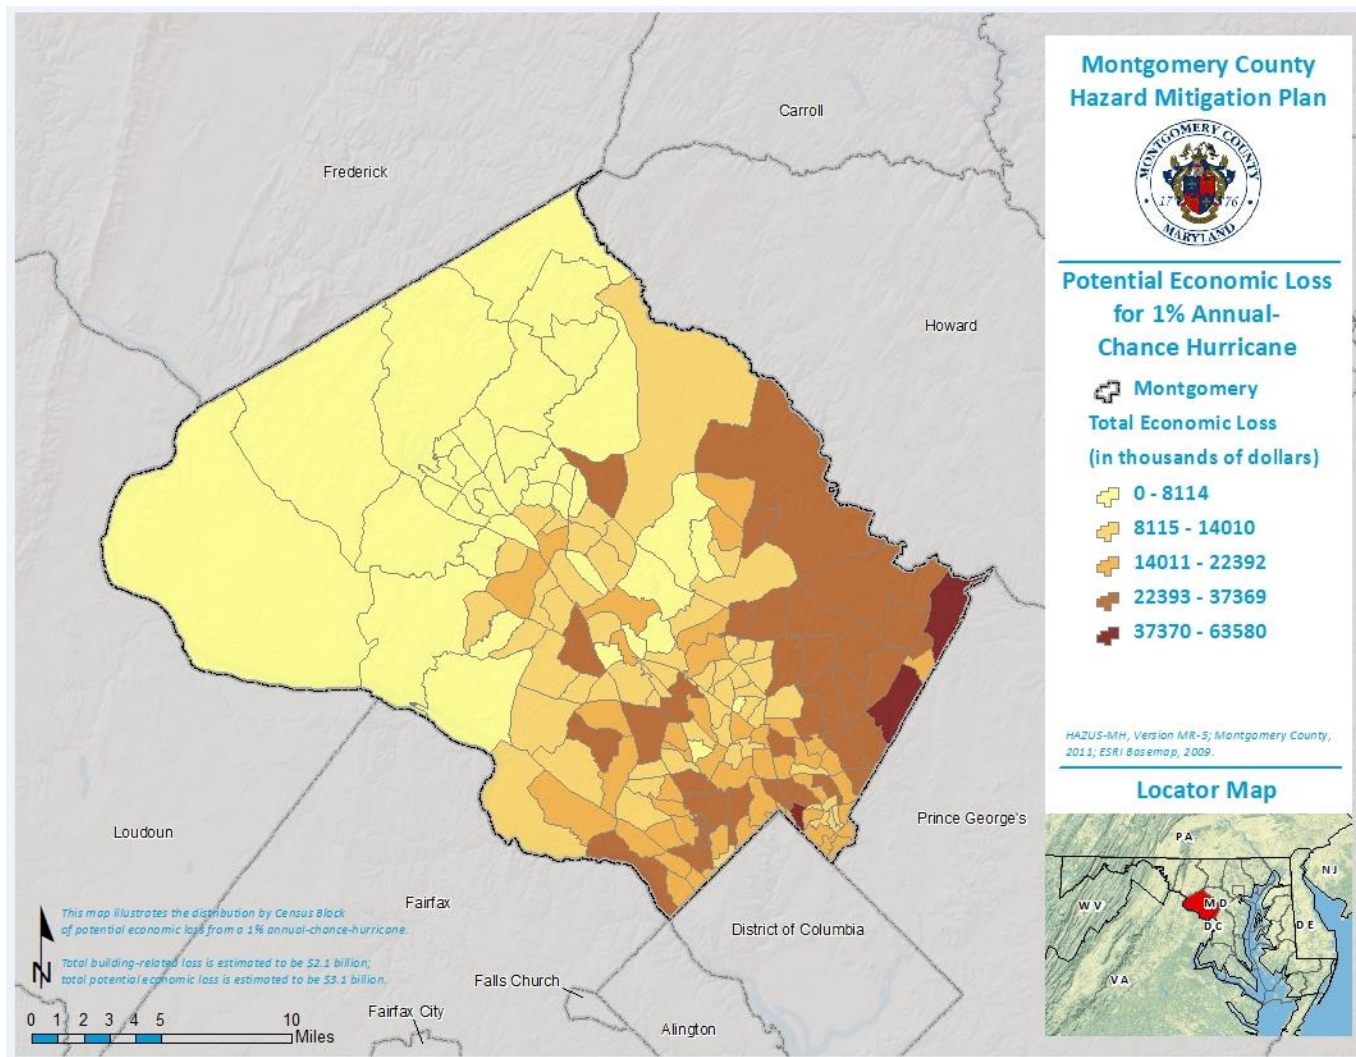 Montgomery County
Hazard Mitigation Plan
MONTGOMERY COUNTY
17 76
MARYLAND
Potential Economic Loss
for 1% Annual-
Chance Hurricane
Montgomery
Total Economic Loss
(in thousands of dollars)
0 - 8114
8115 - 14010
14011 - 22392
22393 - 37369
37370 - 63580
HAZUS-MH, Version MR-5; Montgomery County,
2011; ESRI Basemap, 2009.
Locator Map
PA
NJ
WV
MD
DC
DE
VA
Carroll
Frederick
Howard
Prince George's
Loudoun
Fairfax
District of Columbia
Falls Church
Fairfax City
Alington
This map illustrates the distribution by Census Block
of potential economic loss from a 1% annual-chance-hurricane.
Total building-related loss is estimated to be $2.1 billion;
total potential economic loss is estimated to be $3.1 billion.
N
0 1 2 3 4 5 10
Miles